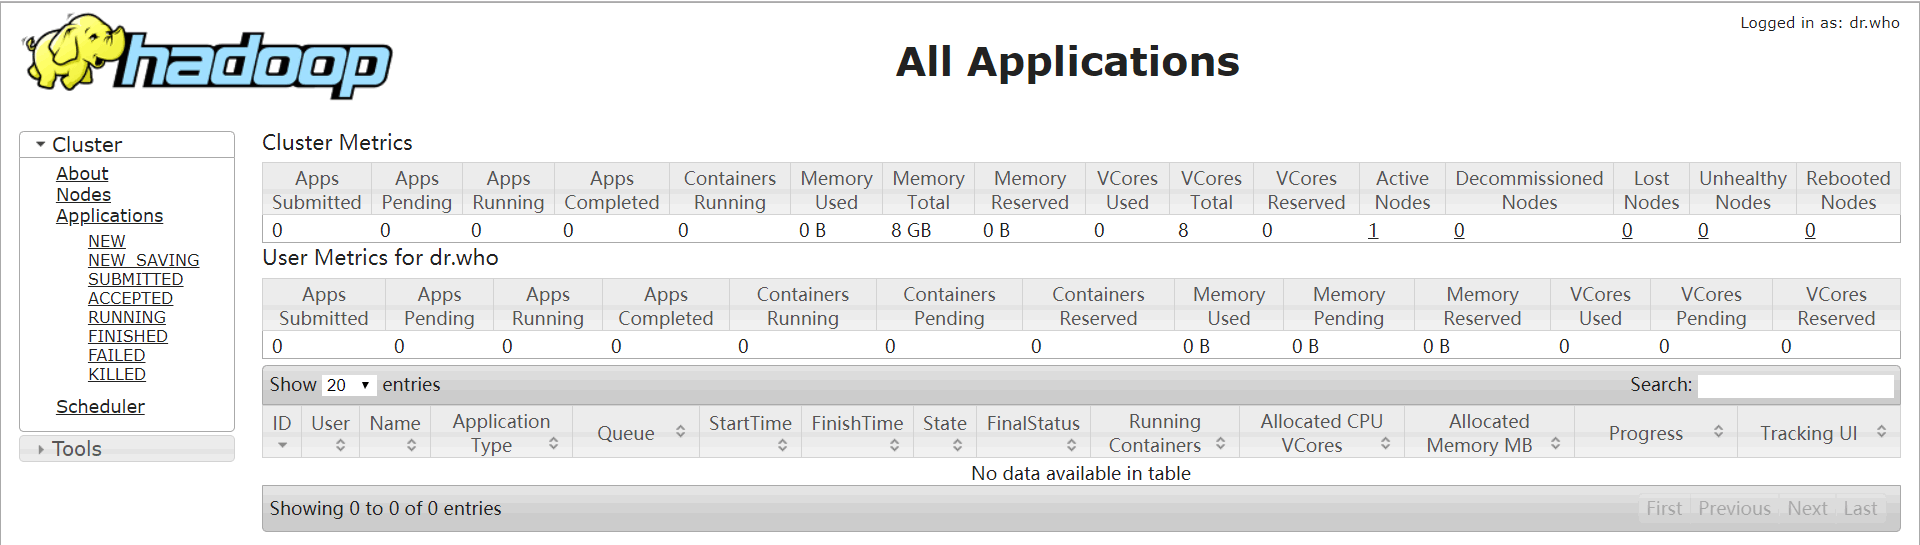 hadoop
Logged in as: dr.who
All Applications
Cluster
About
Nodes
Applications
NEW
NEW_SAVING
SUBMITTED
ACCEPTED
RUNNING
FINISHED
FAILED
KILLED
Scheduler
Tools
Cluster Metrics
Apps Submitted Apps Pending Apps Running Apps Completed Containers Running Memory Used Memory Total Memory Reserved VCores Used VCores Total VCores Reserved Active Nodes Decommissioned Nodes Lost Nodes Unhealthy Nodes Rebooted Nodes
0 0 0 0 0 0 B 8 GB 0 B 0 8 0 1 0 0 0 0
User Metrics for dr.who
Apps Submitted Apps Pending Apps Running Apps Completed Containers Running Containers Pending Containers Reserved Memory Used Memory Pending Memory Reserved VCores Used VCores Pending VCores Reserved
0 0 0 0 0 0 0 0 B 0 B 0 B 0 0 0
Show 20 entries Search:
ID User Name Application Type Queue StartTime FinishTime State FinalStatus Running Containers Allocated CPU VCores Allocated Memory MB Progress Tracking UI
No data available in table
Showing 0 to 0 of 0 entries First Previous Next Last